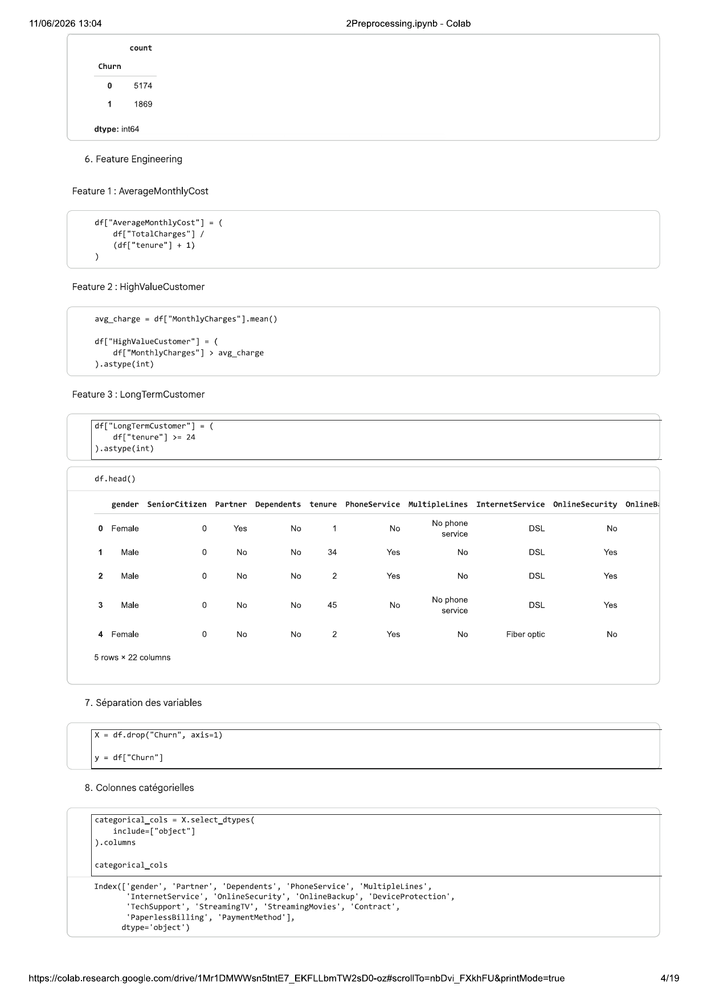 11/06/2026 13:04
2Preprocessing.ipynb - Colab
count
Churn
0 5174
1 1869
dtype: int64
6. Feature Engineering
Feature 1 : AverageMonthlyCost
df["AverageMonthlyCost"] = (
    df["TotalCharges"] /
    (df["tenure"] + 1)
)
Feature 2 : HighValueCustomer
avg_charge = df["MonthlyCharges"].mean()
df["HighValueCustomer"] = (
    df["MonthlyCharges"] > avg_charge
).astype(int)
Feature 3 : LongTermCustomer
df["LongTermCustomer"] = (
    df["tenure"] >= 24
).astype(int)
df.head()
gender SeniorCitizen Partner Dependents tenure PhoneService MultipleLines InternetService OnlineSecurity OnlineBa
0 Female 0 Yes No 1 No No phone service DSL No
1 Male 0 No No 34 Yes No DSL Yes
2 Male 0 No No 2 Yes No DSL Yes
3 Male 0 No No 45 No No phone service DSL Yes
4 Female 0 No No 2 Yes No Fiber optic No
5 rows × 22 columns
7. Séparation des variables
X = df.drop("Churn", axis=1)
y = df["Churn"]
8. Colonnes catégorielles
categorical_cols = X.select_dtypes(
    include=["object"]
).columns
categorical_cols
Index(['gender', 'Partner', 'Dependents', 'PhoneService', 'MultipleLines',
       'InternetService', 'OnlineSecurity', 'OnlineBackup', 'DeviceProtection',
       'TechSupport', 'StreamingTV', 'StreamingMovies', 'Contract',
       'PaperlessBilling', 'PaymentMethod'],
      dtype='object')
https://colab.research.google.com/drive/1Mr1DMWWsn5tntE7_EKFLLbmTW2sD0-oz#scrollTo=nbDvi_FXkhFU&printMode=true
4/19